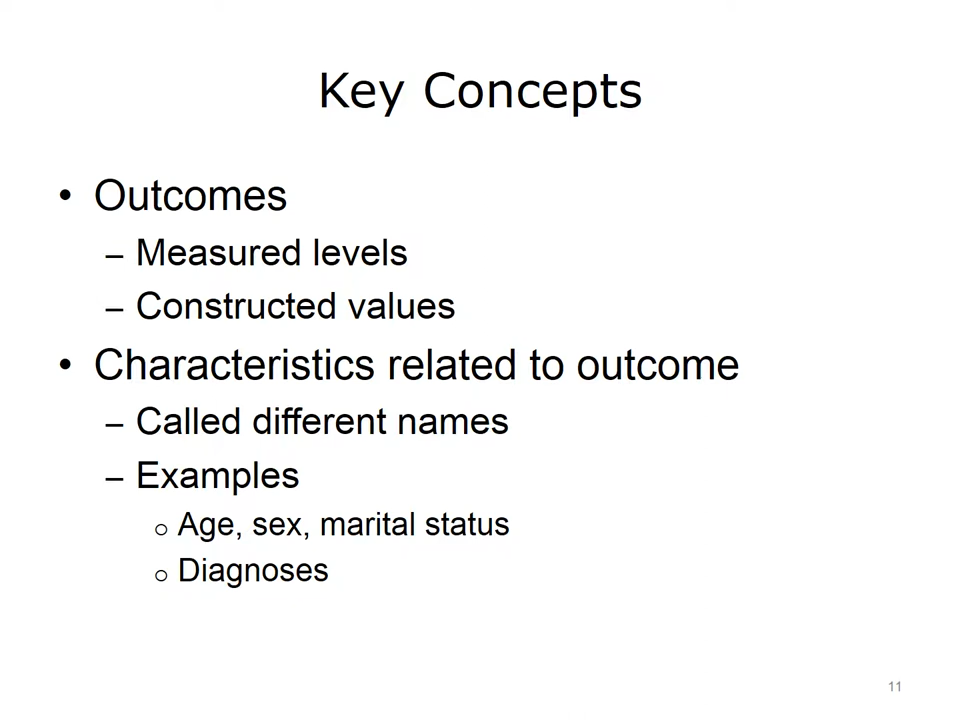 Key Concepts
• Outcomes
– Measured levels
– Constructed values
• Characteristics related to outcome
– Called different names
– Examples
o Age, sex, marital status
o Diagnoses
11